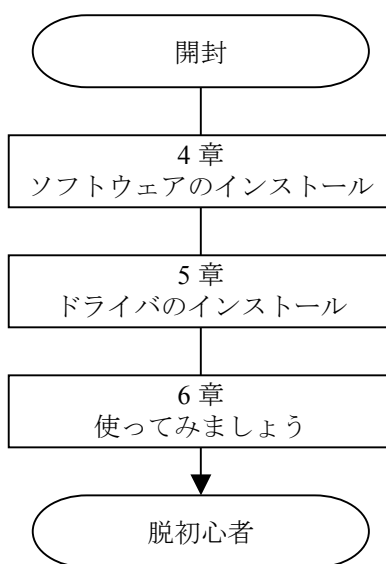 開封
4 章
ソフトウェアのインストール
5 章
ドライバのインストール
6 章
使ってみましょう
脱初心者